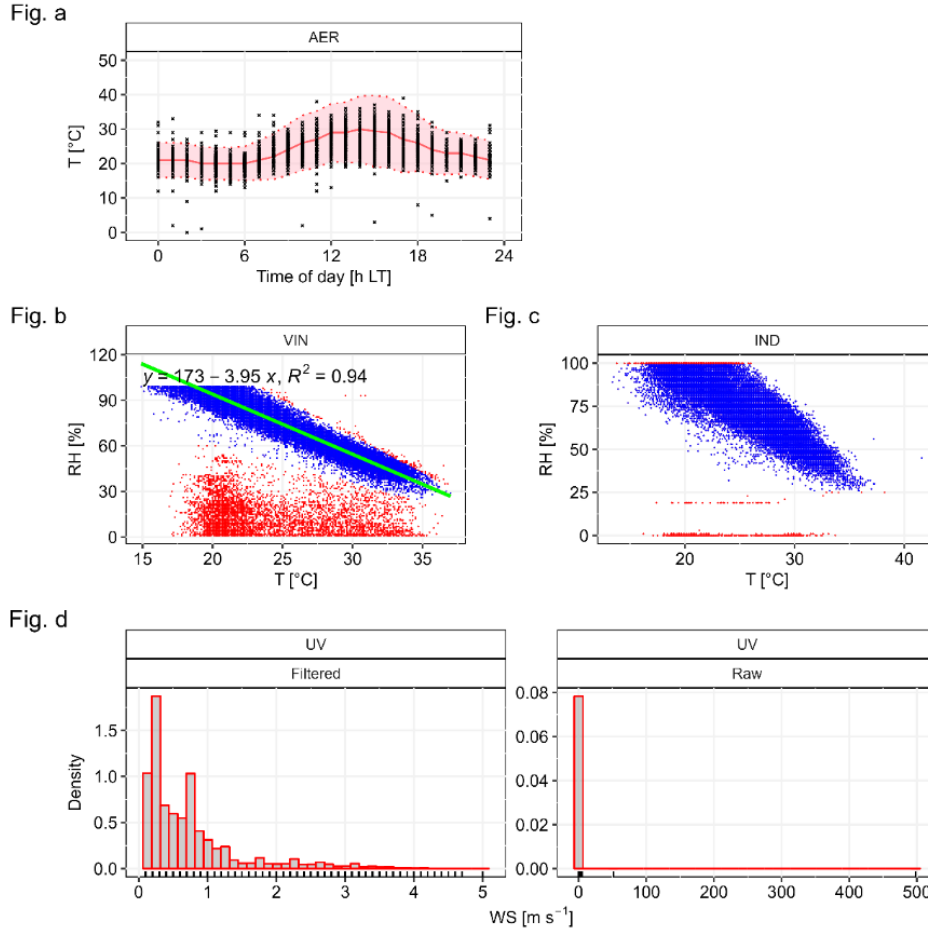 Fig. a
AER
50
40
30
20
10
0
T [°C]
0 6 12 18 24
Time of day [h LT]
Fig. b
VIN
120
90
60
30
0
RH [%]
y = 173 − 3.95 x, R² = 0.94
15 20 25 30 35
T [°C]
Fig. c
IND
100
75
50
25
0
RH [%]
20 30 40
T [°C]
Fig. d
UV
Filtered
1.5
1.0
0.5
0.0
Density
0 1 2 3 4 5
UV
Raw
0.08
0.06
0.04
0.02
0.00
0 100 200 300 400 500
WS [m s⁻¹]